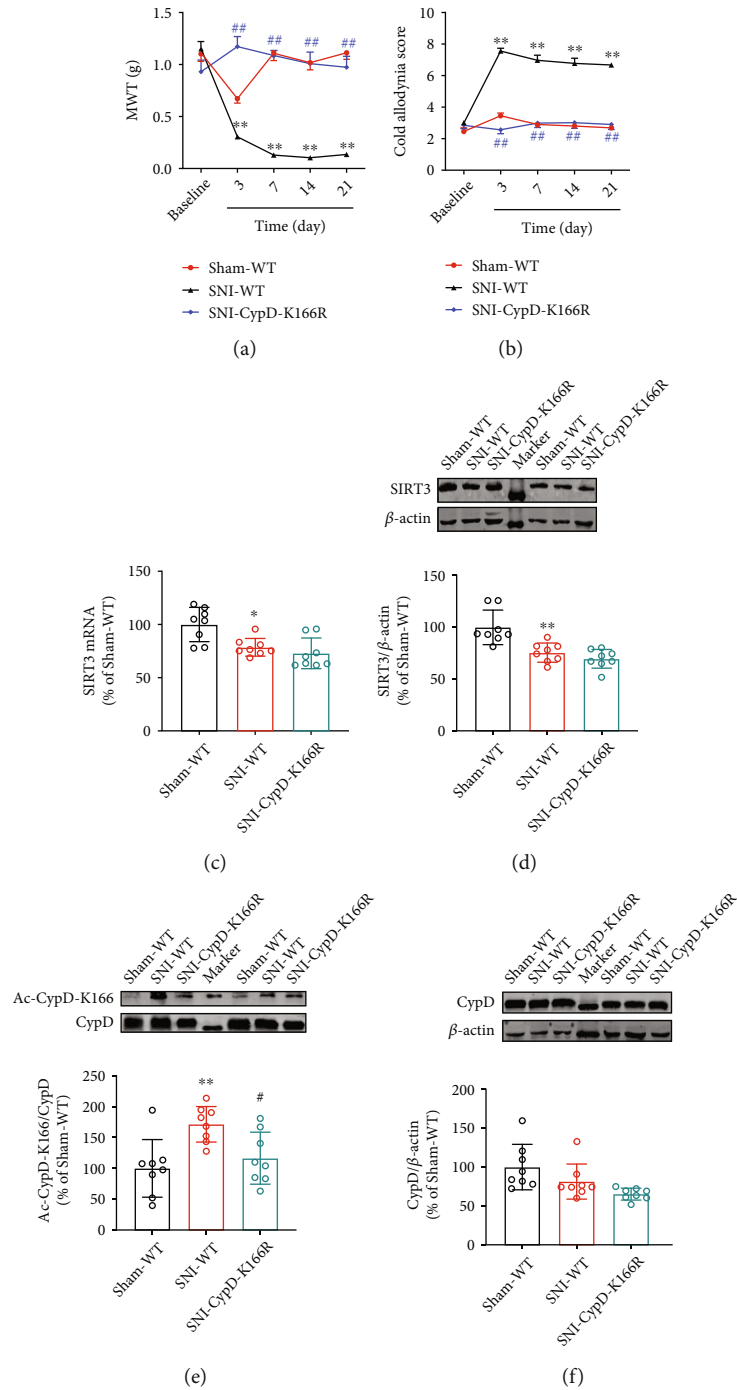 MWT (g)
1.5
1.0
0.5
0.0
##
##
##
##
**
**
**
**
Baseline
3
7
14
21
Time (day)
Sham-WT
SNI-WT
SNI-CypD-K166R
(a)
Cold allodynia score
10
8
6
4
2
0
**
**
**
**
##
##
##
##
Baseline
3
7
14
21
Time (day)
Sham-WT
SNI-WT
SNI-CypD-K166R
(b)
SIRT3 mRNA
(% of Sham-WT)
150
100
50
0
*
Sham-WT
SNI-WT
SNI-CypD-K166R
(c)
Sham-WT
SNI-WT
SNI-CypD-K166R
Marker
Sham-WT
SNI-WT
SNI-CypD-K166R
SIRT3
β-actin
SIRT3/β-actin
(% of Sham-WT)
150
100
50
0
**
Sham-WT
SNI-WT
SNI-CypD-K166R
(d)
Sham-WT
SNI-WT
SNI-CypD-K166R
Marker
Sham-WT
SNI-WT
SNI-CypD-K166R
Ac-CypD-K166
CypD
Ac-CypD-K166/CypD
(% of Sham-WT)
250
200
150
100
50
0
**
#
Sham-WT
SNI-WT
SNI-CypD-K166R
(e)
Sham-WT
SNI-WT
SNI-CypD-K166R
Marker
Sham-WT
SNI-WT
SNI-CypD-K166R
CypD
β-actin
CypD/β-actin
(% of Sham-WT)
200
150
100
50
0
Sham-WT
SNI-WT
SNI-CypD-K166R
(f)